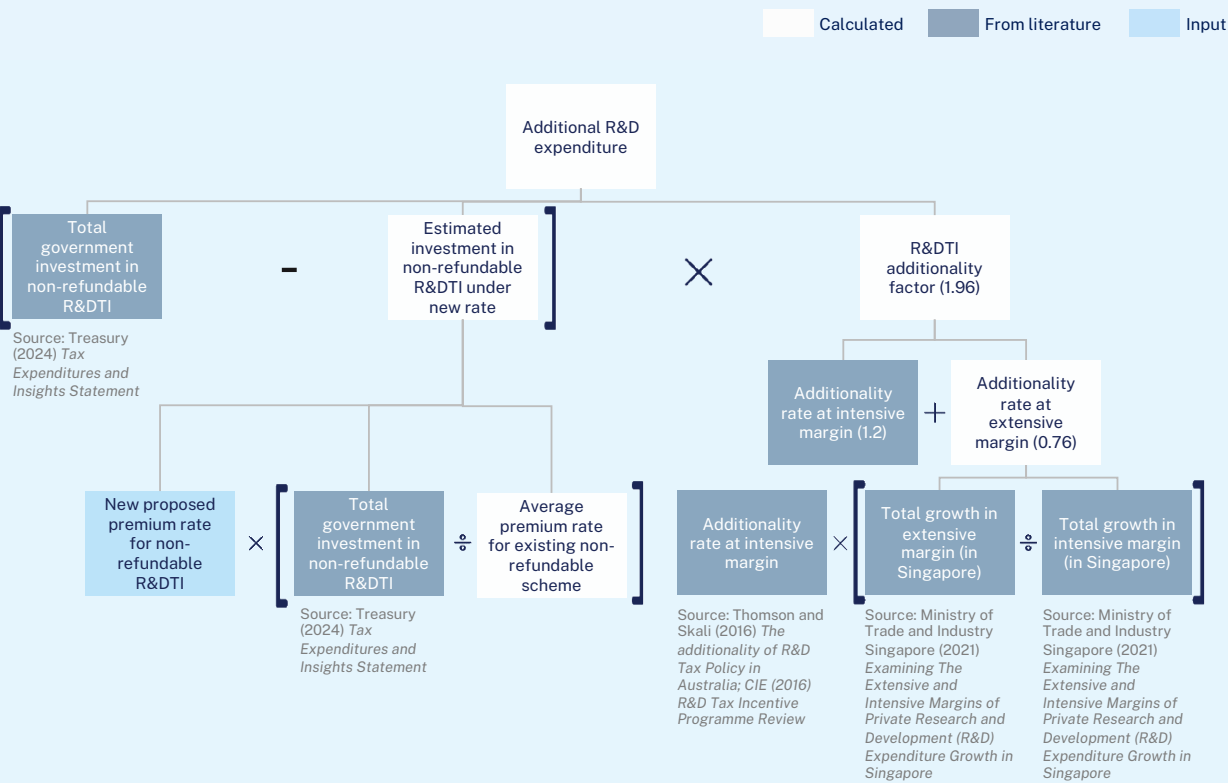 Calculated
From literature
Input
Additional R&D
expenditure
[
Total
government
investment in
non-refundable
R&DTI
-
Estimated
investment in
non-refundable
R&DTI under
new rate
]
×
R&DTI
additionality
factor (1.96)
Source: Treasury
(2024) Tax
Expenditures and
Insights Statement
Additionality
rate at intensive
margin (1.2)
+
Additionality
rate at
extensive
margin (0.76)
New proposed
premium rate
for non-
refundable
R&DTI
×
[
Total
government
investment in
non-refundable
R&DTI
÷
Average
premium rate
for existing non-
refundable
scheme
]
Additionality
rate at intensive
margin
×
[
Total growth in
extensive
margin (in
Singapore)
÷
Total growth in
intensive margin
(in Singapore)
]
Source: Treasury
(2024) Tax
Expenditures and
Insights Statement
Source: Thomson and
Skali (2016) The
additionality of R&D
Tax Policy in
Australia; CIE (2016)
R&D Tax Incentive
Programme Review
Source: Ministry of
Trade and Industry
Singapore (2021)
Examining The
Extensive and
Intensive Margins of
Private Research and
Development (R&D)
Expenditure Growth in
Singapore
Source: Ministry of
Trade and Industry
Singapore (2021)
Examining The
Extensive and
Intensive Margins of
Private Research and
Development (R&D)
Expenditure Growth in
Singapore